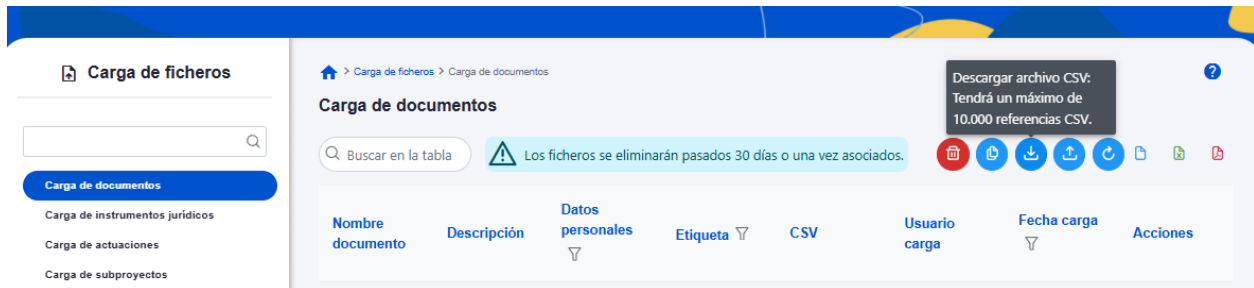 Carga de ficheros
Carga de documentos
Carga de instrumentos jurídicos
Carga de actuaciones
Carga de subproyectos
> Carga de ficheros > Carga de documentos
?
Carga de documentos
Descargar archivo CSV:
Tendrá un máximo de
10.000 referencias CSV.
Buscar en la tabla
Los ficheros se eliminarán pasados 30 días o una vez asociados.
Nombre
documento
Descripción
Datos
personales
Etiqueta
CSV
Usuario
carga
Fecha carga
Acciones